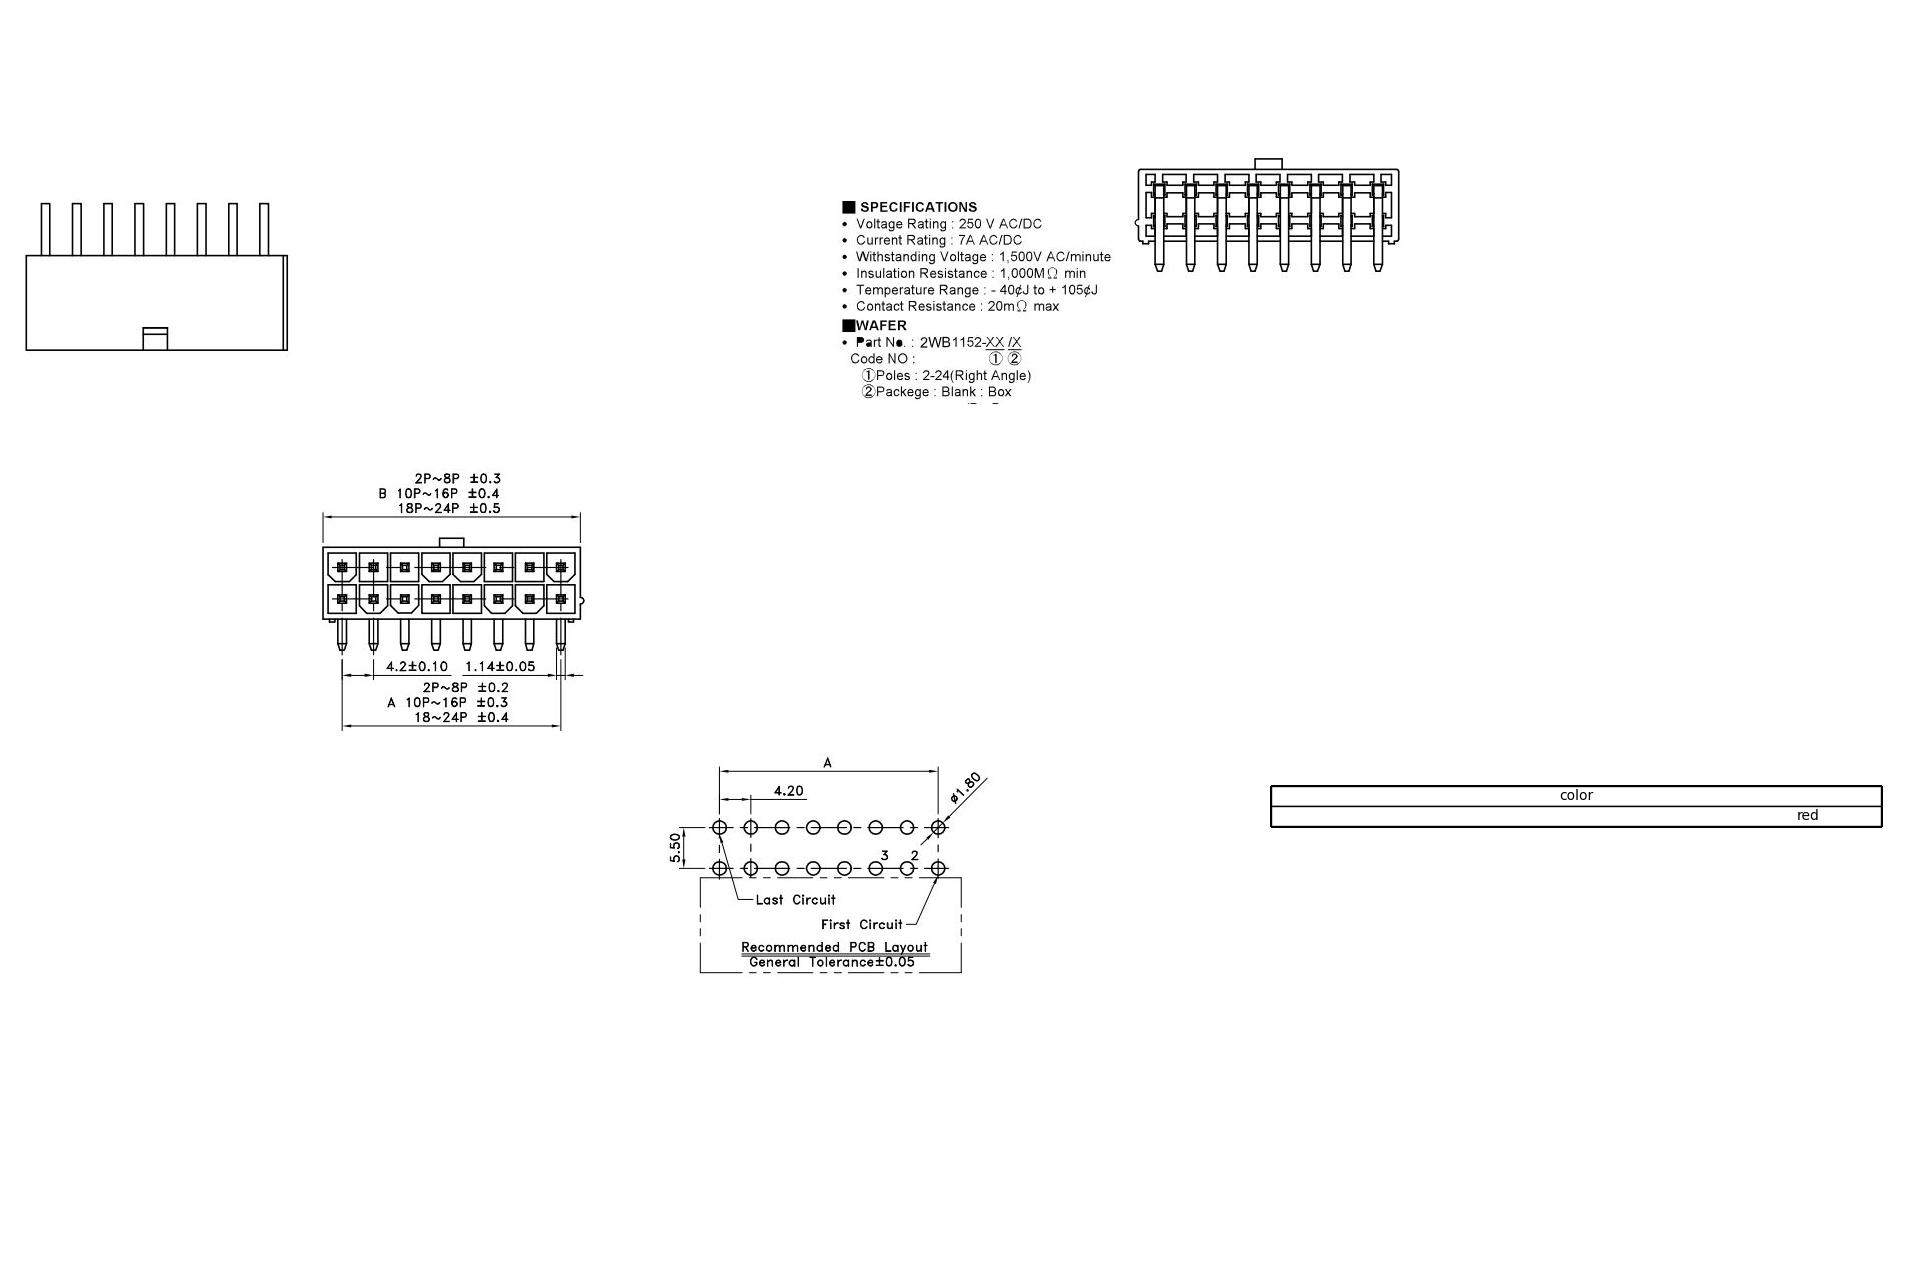 ■ SPECIFICATIONS
• Voltage Rating : 250 V AC/DC
• Current Rating : 7A AC/DC
• Withstanding Voltage : 1,500V AC/minute
• Insulation Resistance : 1,000MΩ min
• Temperature Range : - 40¢J to + 105¢J
• Contact Resistance : 20mΩ max
■WAFER
• Part No. : 2WB1152-XX /X
Code NO : ① ②
①Poles : 2-24(Right Angle)
②Packege : Blank : Box
2P~8P ±0.3
B 10P~16P ±0.4
18P~24P ±0.5
4.2±0.10 1.14±0.05
2P~8P ±0.2
A 10P~16P ±0.3
18~24P ±0.4
A
4.20
ø1.80
5.50
3 2
Last Circuit
First Circuit
Recommended PCB Layout
General Tolerance±0.05
color
red